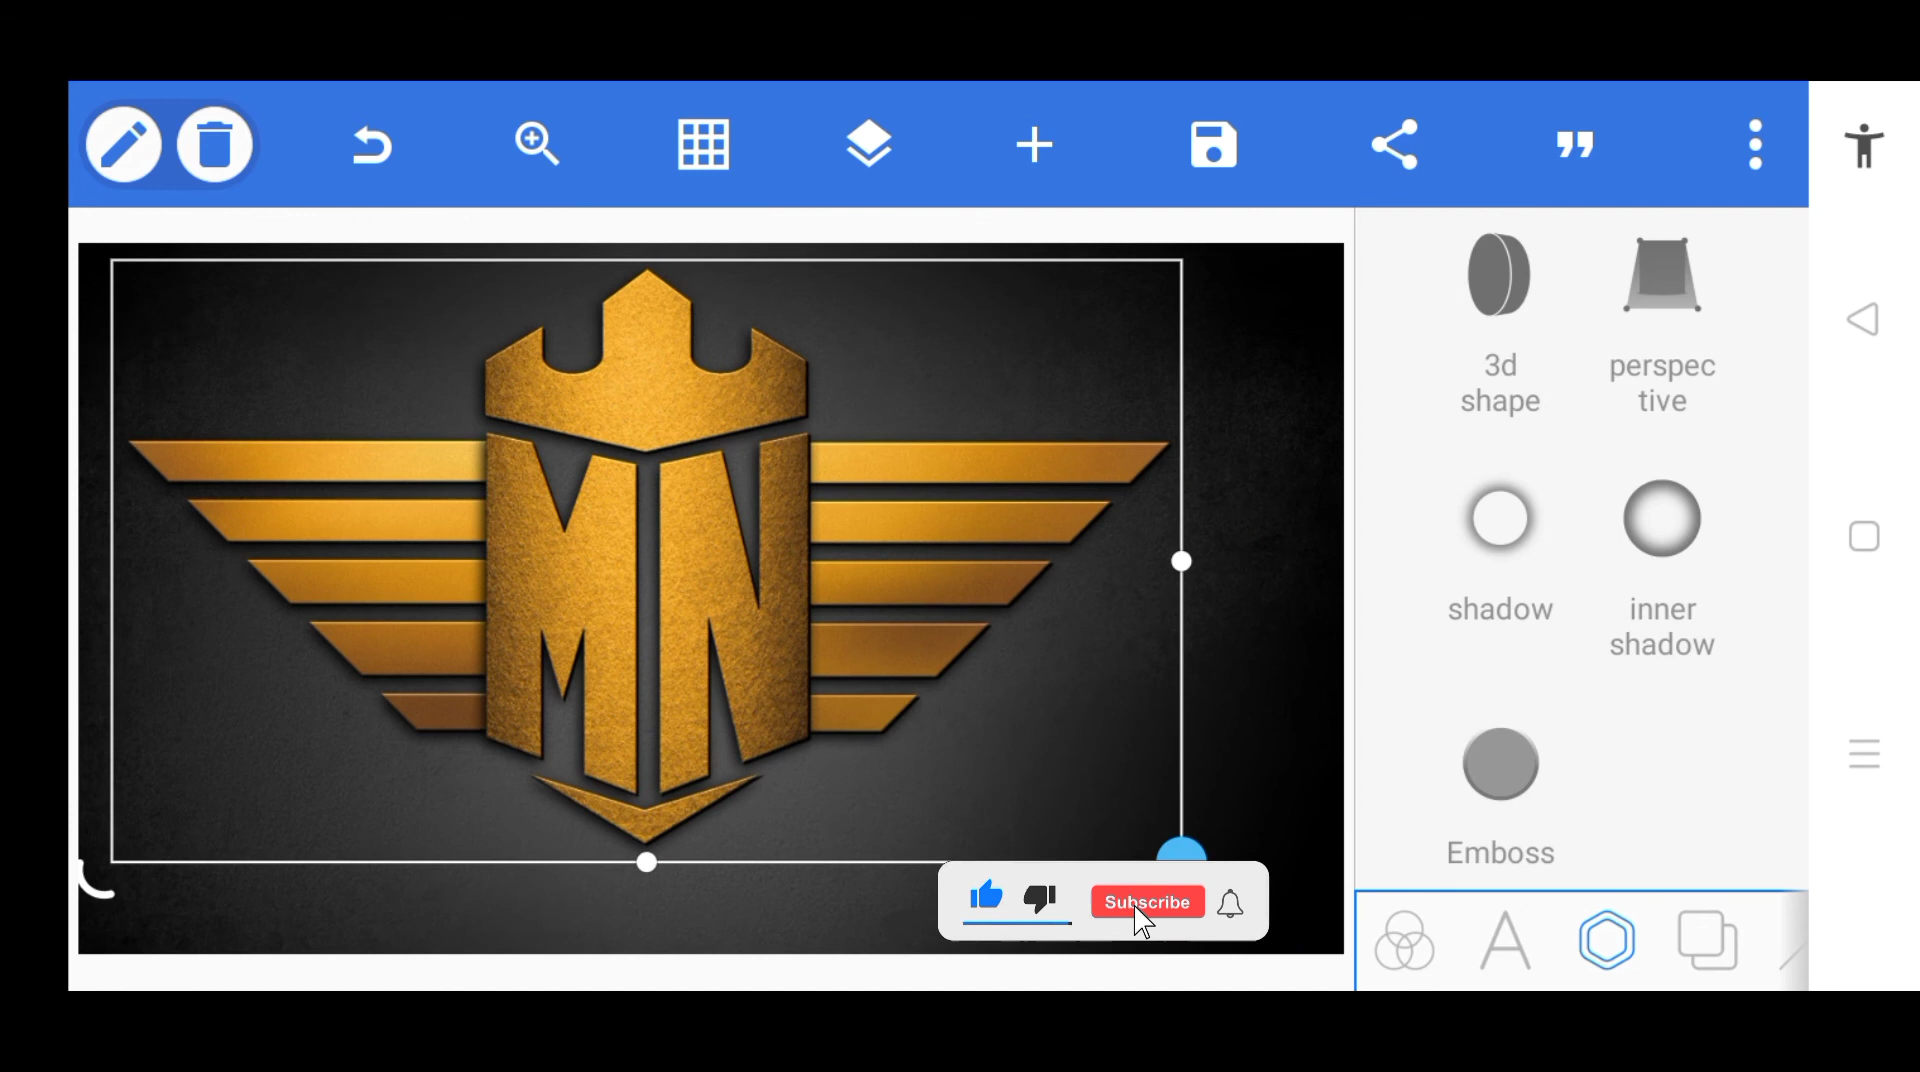 3d
shape
perspec
tive
MN
shadow
inner
shadow
Emboss
Subscribe
A